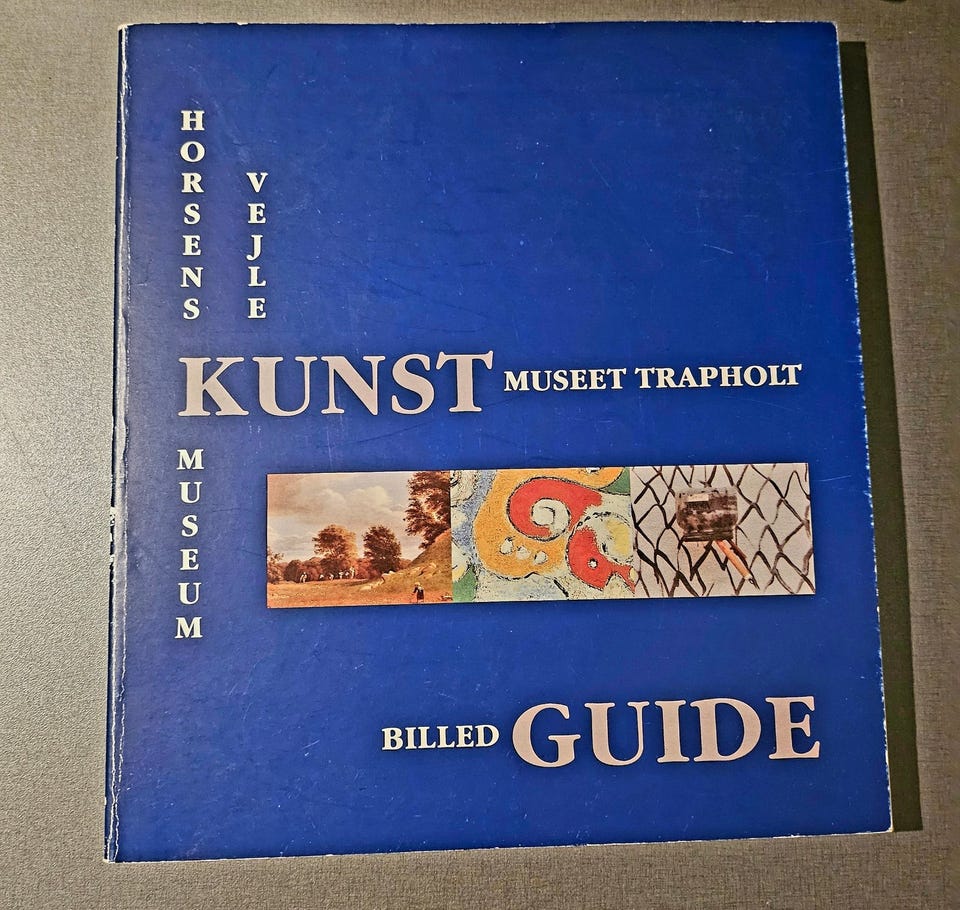 HORSENS
VEJLE
KUNST MUSEET TRAPHOLT
MUSEUM
BILLED GUIDE